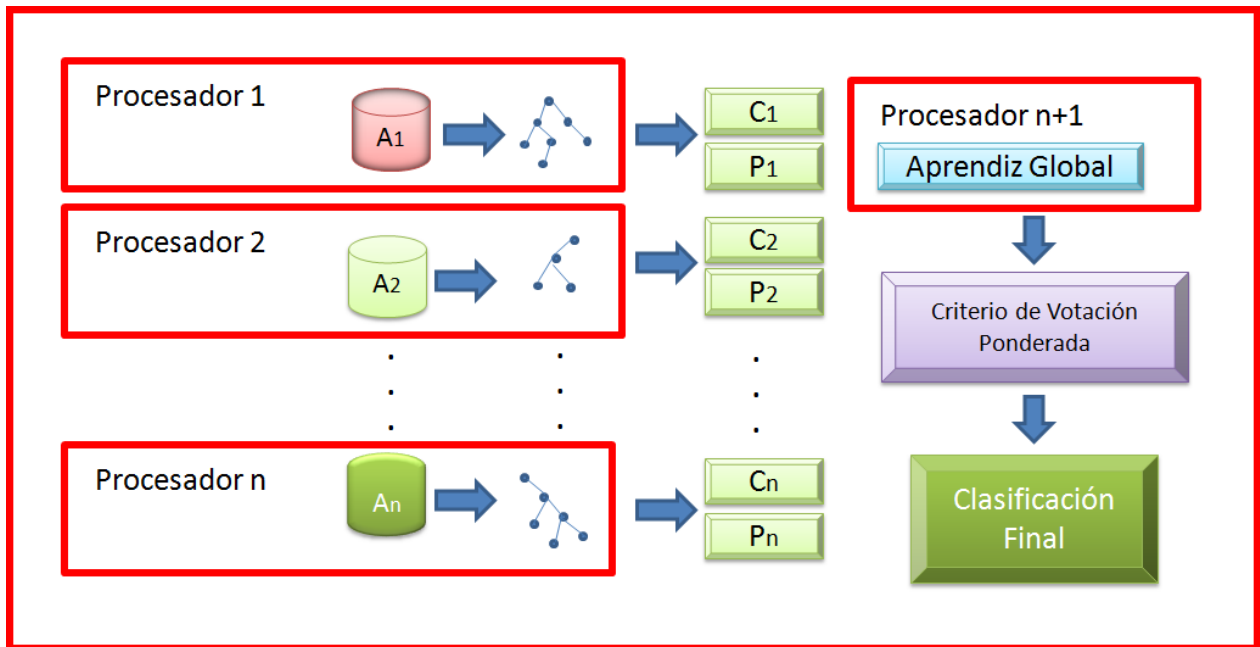 Procesador 1
A1
C1
P1
Procesador 2
A2
C2
P2
Procesador n
An
Cn
Pn
Procesador n+1
Aprendiz Global
Criterio de Votación
Ponderada
Clasificación
Final